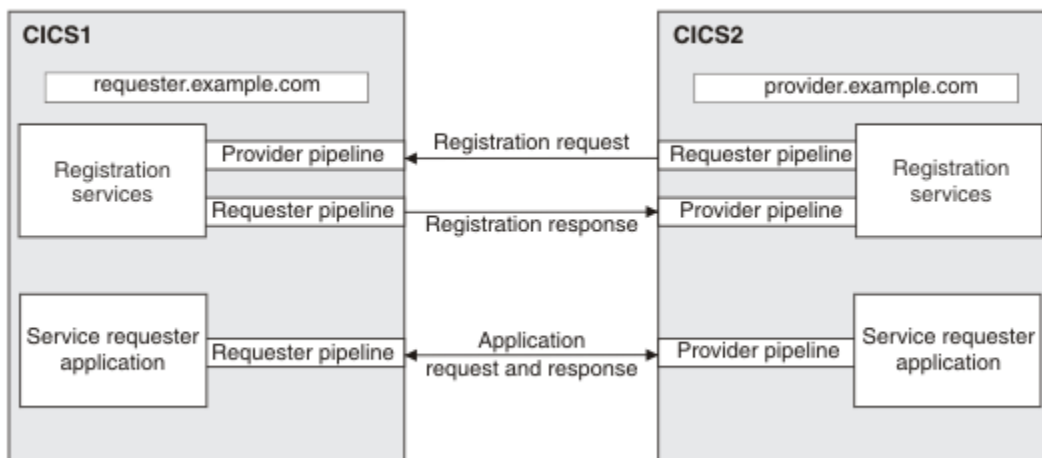 CICS1
CICS2
requester.example.com
provider.example.com
Registration
services
Provider pipeline
Registration request
Requester pipeline
Registration
services
Requester pipeline
Registration response
Provider pipeline
Service requester
application
Requester pipeline
Application
request and response
Provider pipeline
Service requester
application